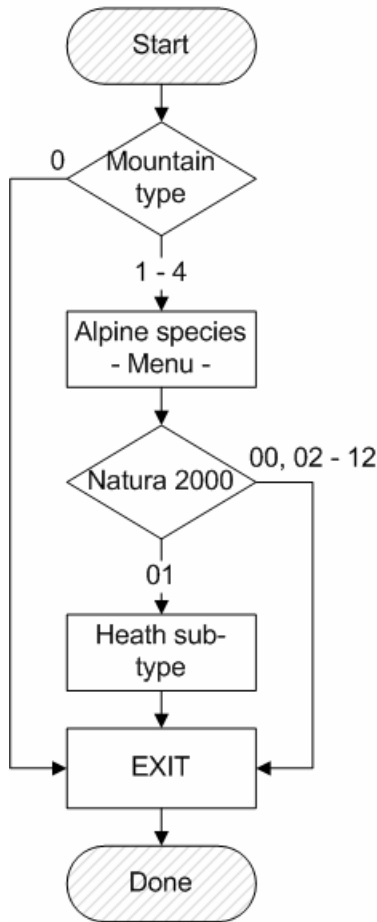 Start
0
Mountain
type
1 - 4
Alpine species
- Menu -
Natura 2000
00, 02 - 12
01
Heath sub-
type
EXIT
Done